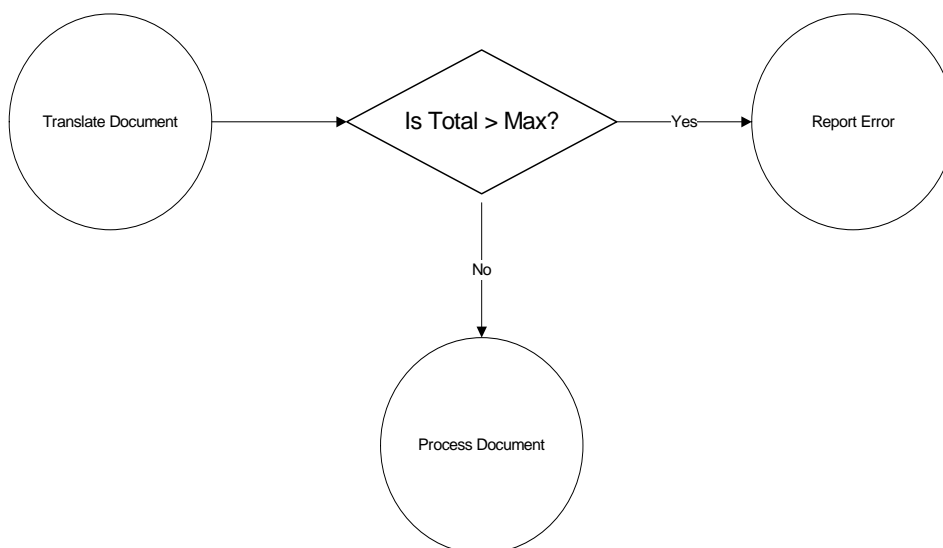 Translate Document
Is Total > Max?
Yes
Report Error
No
Process Document